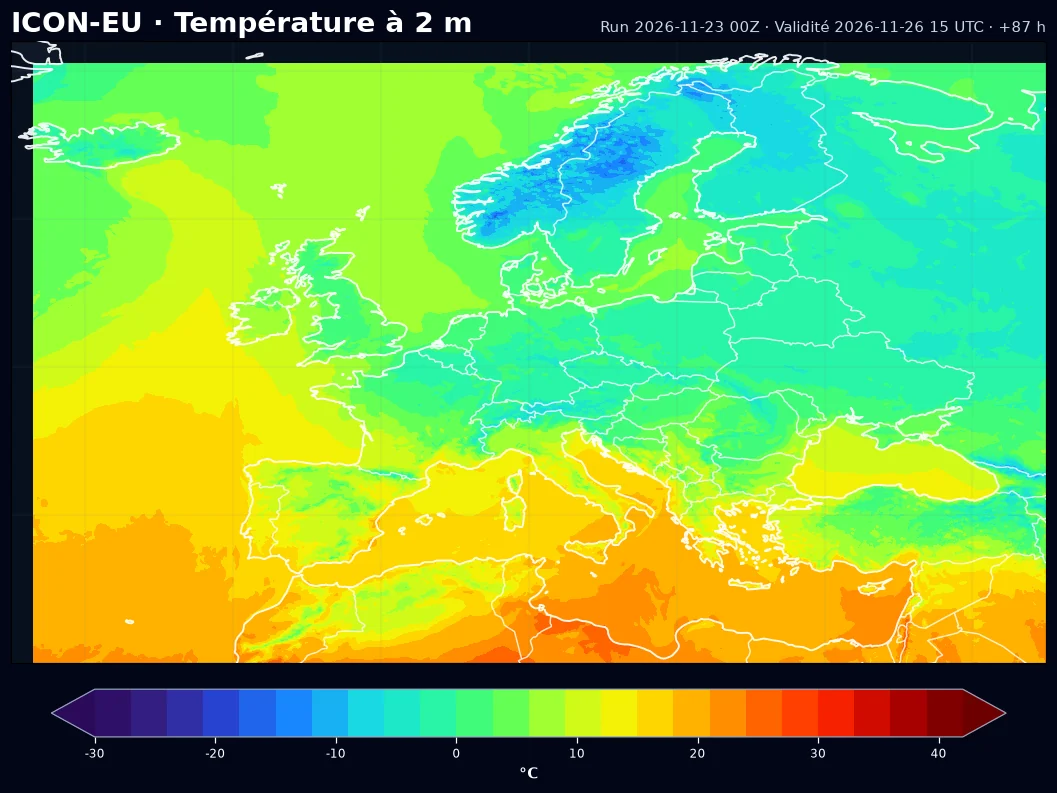 ICON-EU · Température à 2 m
Run 2026-11-23 00Z · Validité 2026-11-26 15 UTC · +87 h
-30 -20 -10 0 10 20 30 40
°C